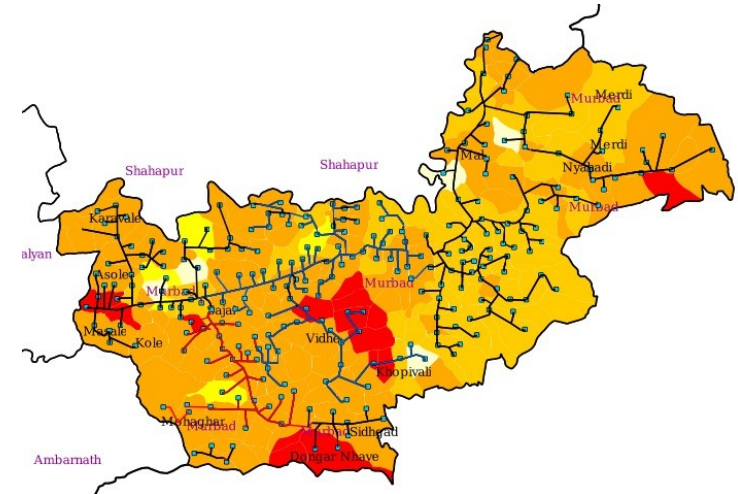 Murbad
Merdi
Shahapur
Shahapur
Mal
Merdi
Nyahadi
Karavale
Murbad
alyan
Asole
Murbad
Murbad
Masale
Kole
Vidhe
Khopivali
Mohaghar
Murbad
Murbad
Sidhgad
Ambarnath
Dongar Nhave